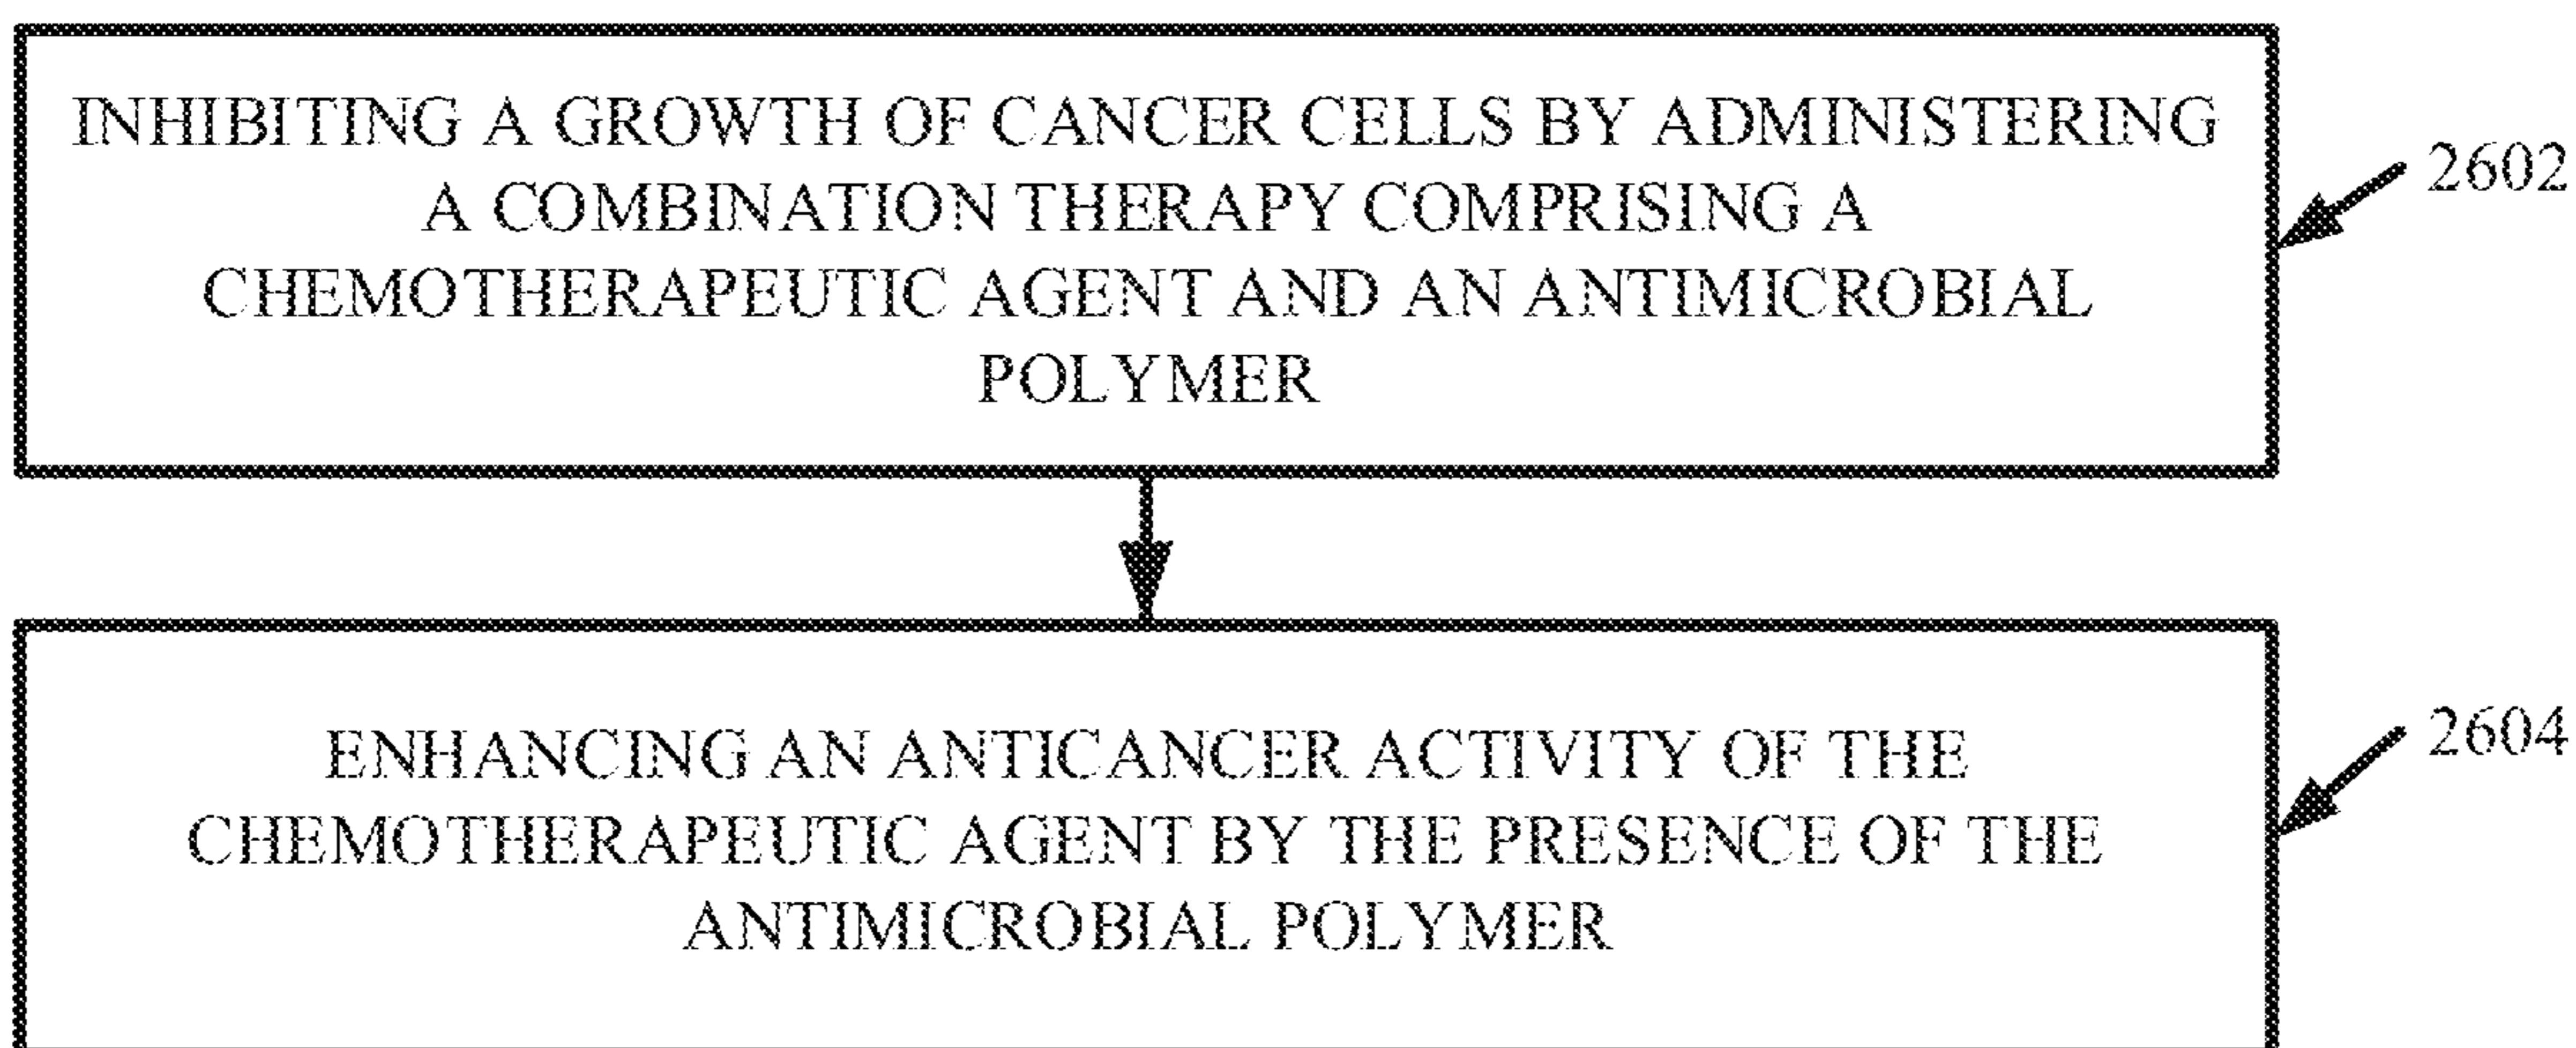 INHIBITING A GROWTH OF CANCER CELLS BY ADMINISTERING
A COMBINATION THERAPY COMPRISING A
CHEMOTHERAPEUTIC AGENT AND AN ANTIMICROBIAL
POLYMER
2602
ENHANCING AN ANTICANCER ACTIVITY OF THE
CHEMOTHERAPEUTIC AGENT BY THE PRESENCE OF THE
ANTIMICROBIAL POLYMER
2604